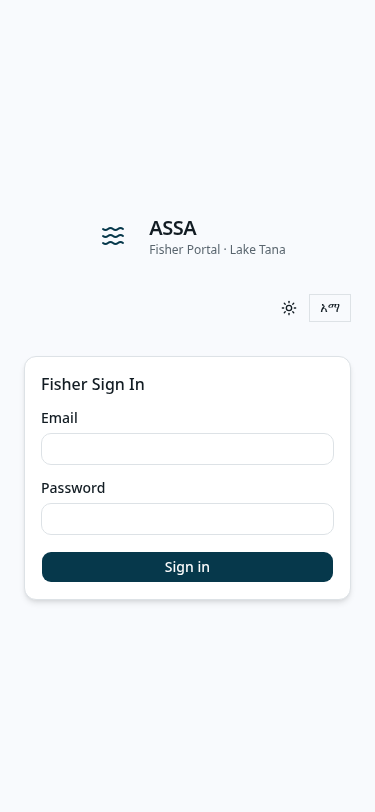 ASSA
Fisher Portal · Lake Tana
አማ
Fisher Sign In
Email
Password
Sign in